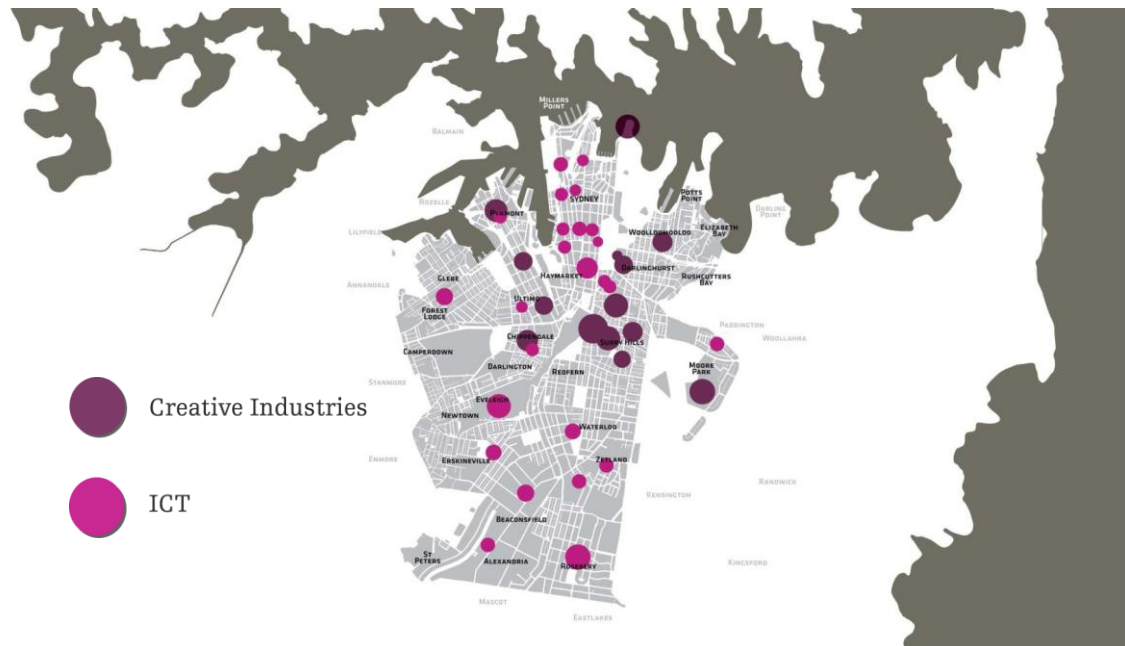 MILLERS
POINT
BALMAIN
POTTS
POINT
SYDNEY
ROZELLE
DARLING
POINT
PYRMONT
LILYFIELD
WOOLLOOMOOLOO
ELIZABETH
BAY
HAYMARKET
DARLINGHURST
RUSHCUTTERS
BAY
GLEBE
ANNANDALE
ULTIMO
FOREST
LODGE
PADDINGTON
WOOLLAHRA
CHIPPENDALE
SURRY HILLS
CAMPERDOWN
DARLINGTON
REDFERN
MOORE
PARK
STANMORE
EVELEIGH
NEWTOWN
Creative Industries
WATERLOO
ENMORE
ERSKINEVILLE
ZETLAND
RANDWICK
KENSINGTON
ICT
BEACONSFIELD
ST
PETERS
ALEXANDRIA
ROSEBERY
KINGSFORD
MASCOT
EASTLAKES